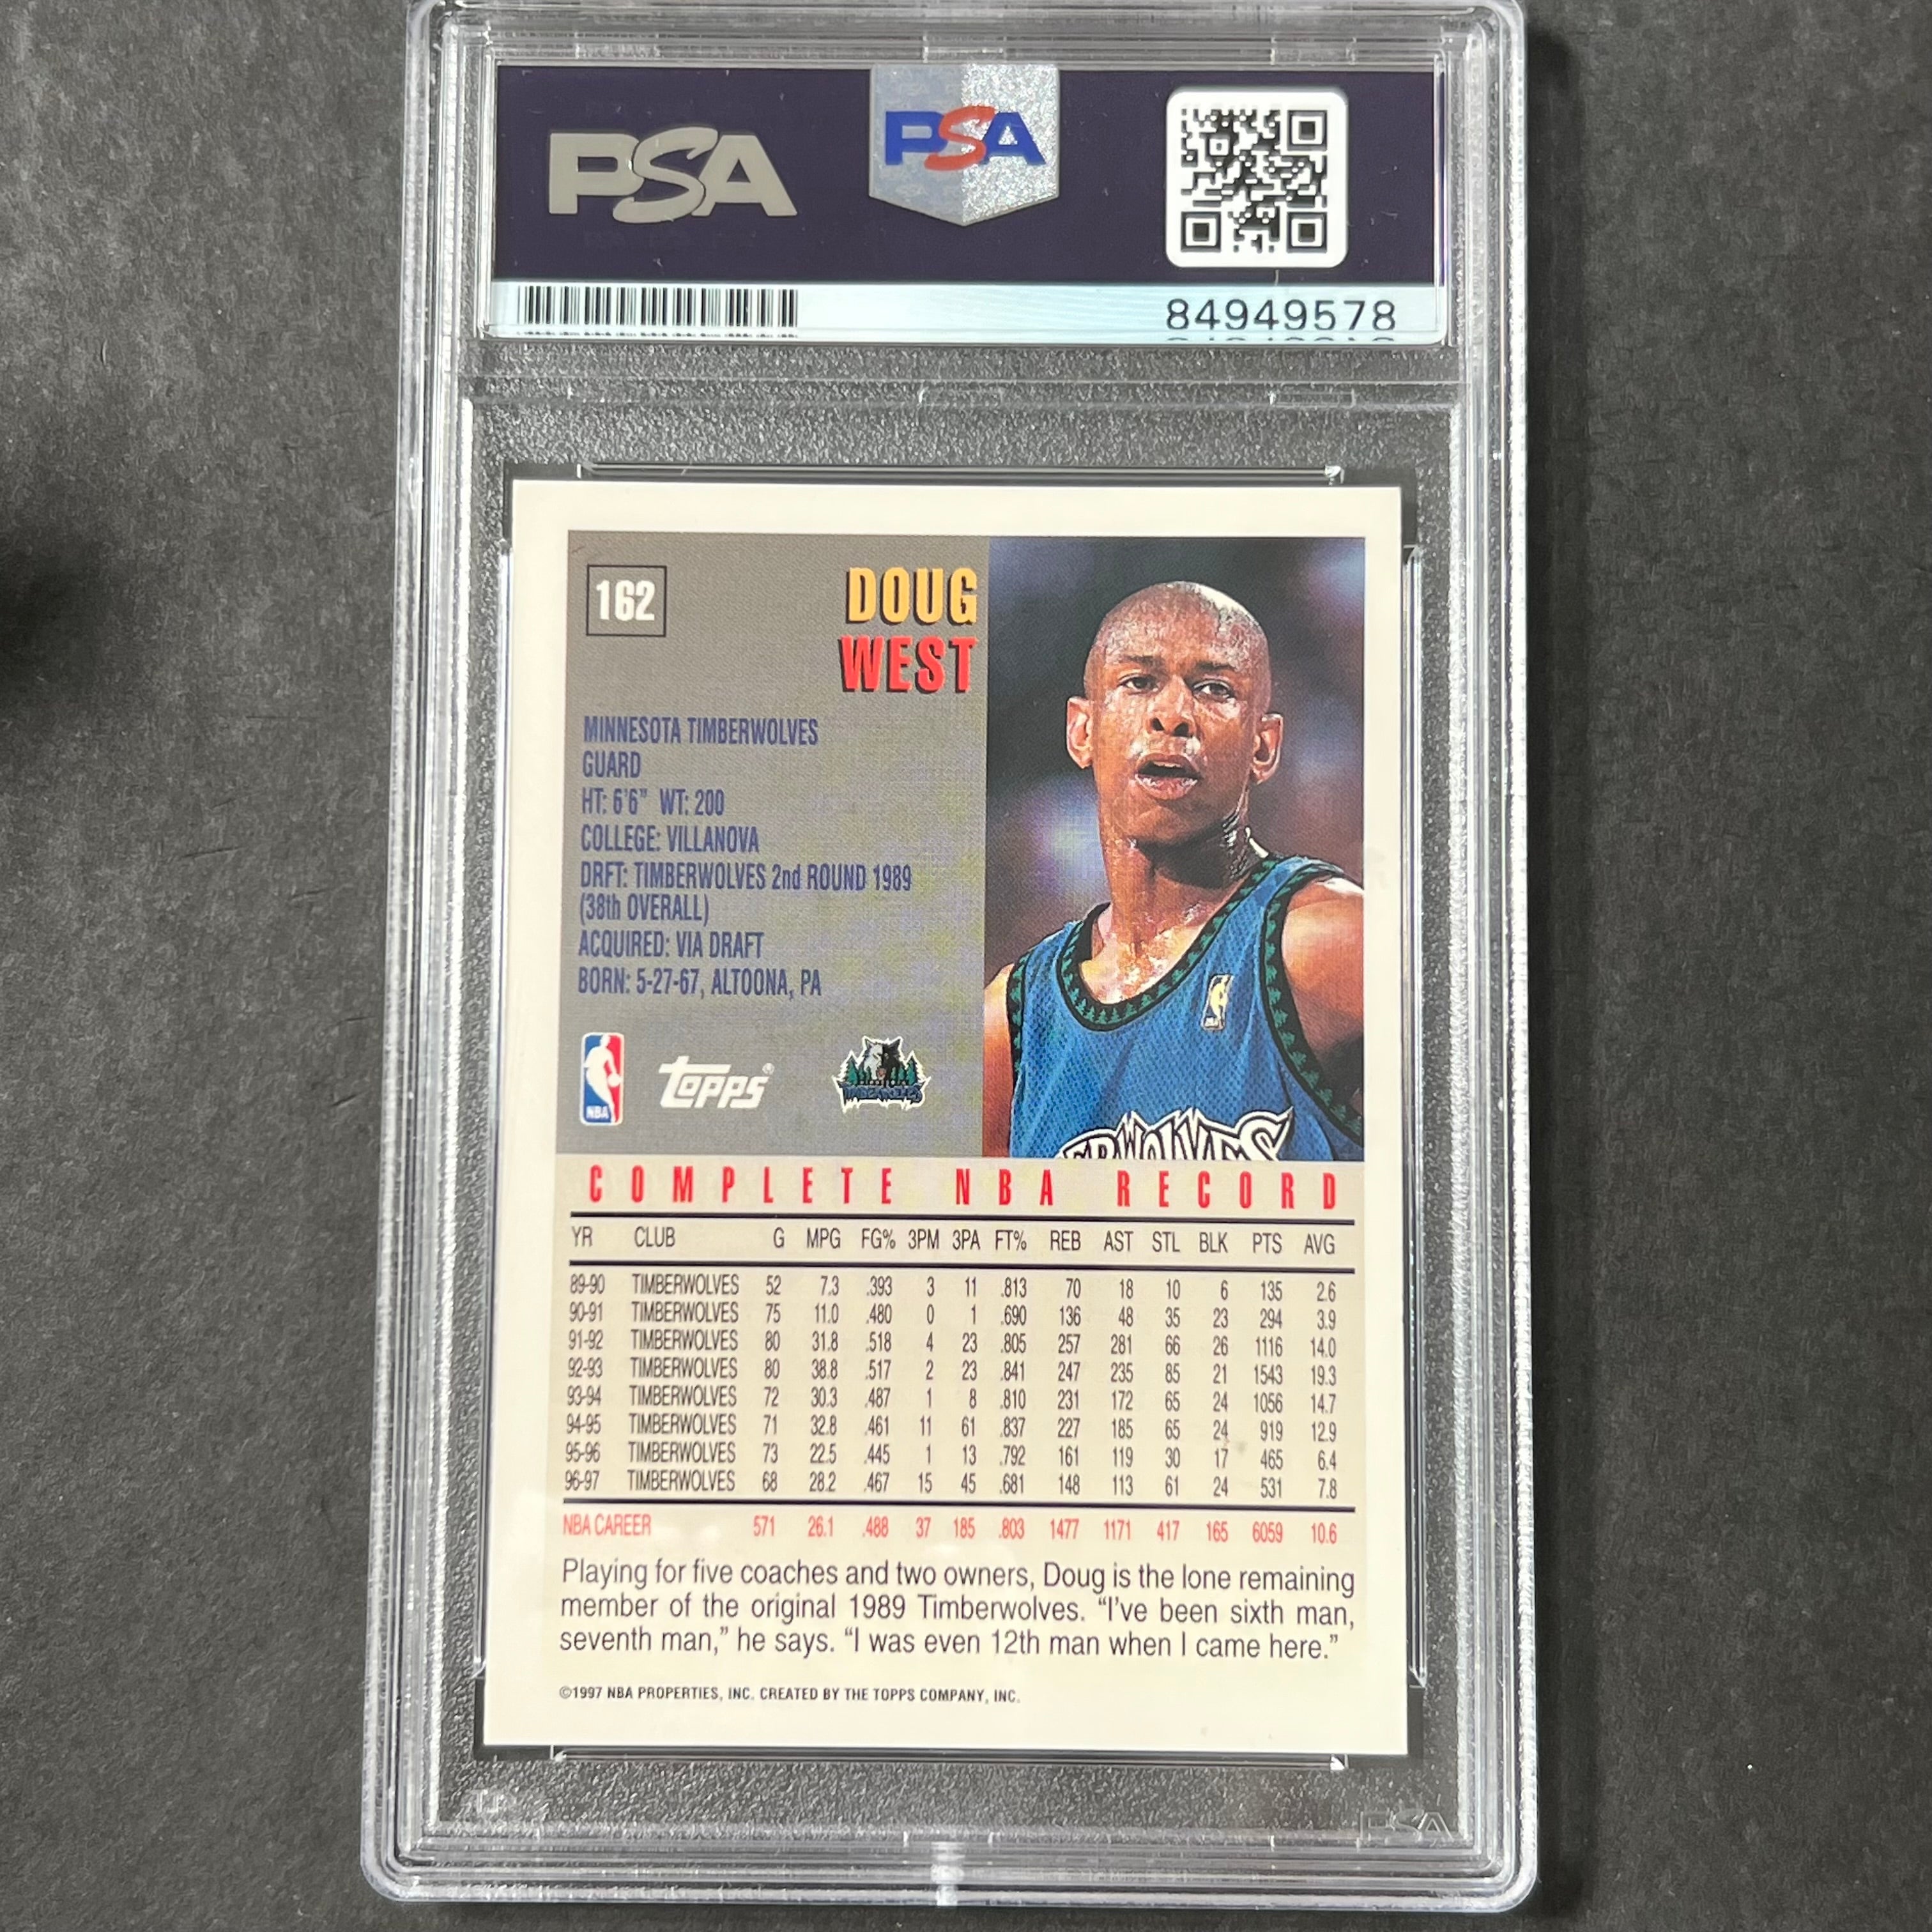 PSA
PSA
84949578
162
DOUG
WEST
MINNESOTA TIMBERWOLVES
GUARD
HT: 6'6" WT: 200
COLLEGE: VILLANOVA
DRFT: TIMBERWOLVES 2nd ROUND 1989
(38th OVERALL)
ACQUIRED: VIA DRAFT
BORN: 5-27-67, ALTOONA, PA
NBA
TOPPS®
TIMBERWOLVES
ERWOLVES
COMPLETE NBA RECORD
YR CLUB G MPG FG% 3PM 3PA FT% REB AST STL BLK PTS AVG
89-90 TIMBERWOLVES 52 7.3 .393 3 11 .813 70 18 10 6 135 2.6
90-91 TIMBERWOLVES 75 11.0 .480 0 1 .690 136 48 35 23 294 3.9
91-92 TIMBERWOLVES 80 31.8 .518 4 23 .805 257 281 66 26 1116 14.0
92-93 TIMBERWOLVES 80 38.8 .517 2 23 .841 247 235 85 21 1543 19.3
93-94 TIMBERWOLVES 72 30.3 .487 1 8 .810 231 172 65 24 1056 14.7
94-95 TIMBERWOLVES 71 32.8 .461 11 61 .837 227 185 65 24 919 12.9
95-96 TIMBERWOLVES 73 22.5 .445 1 13 .792 161 119 30 17 465 6.4
96-97 TIMBERWOLVES 68 28.2 .467 15 45 .681 148 113 61 24 531 7.8
NBA CAREER 571 26.1 .488 37 185 .803 1477 1171 417 165 6059 10.6
Playing for five coaches and two owners, Doug is the lone remaining
member of the original 1989 Timberwolves. “I've been sixth man,
seventh man,” he says. “I was even 12th man when I came here.”
©1997 NBA PROPERTIES, INC. CREATED BY THE TOPPS COMPANY, INC.
PSA